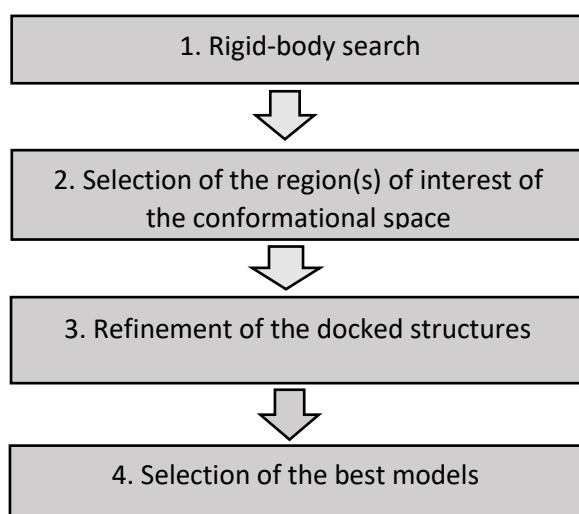 1. Rigid-body search
2. Selection of the region(s) of interest of
the conformational space
3. Refinement of the docked structures
4. Selection of the best models